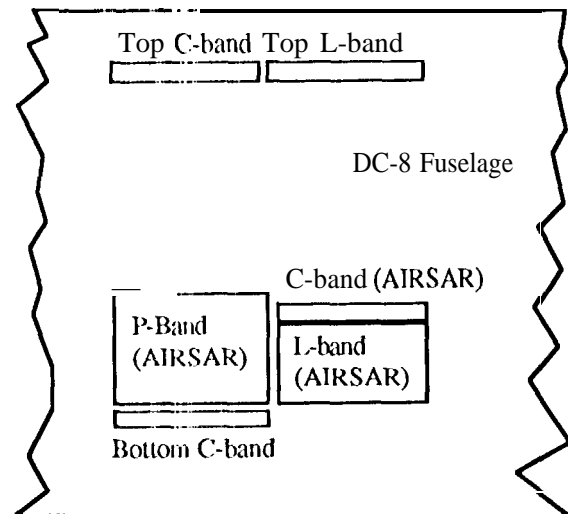 Top C-band Top L-band
DC-8 Fuselage
C-band (AIRSAR)
P-Band
(AIRSAR)
L-band
(AIRSAR)
Bottom C-band